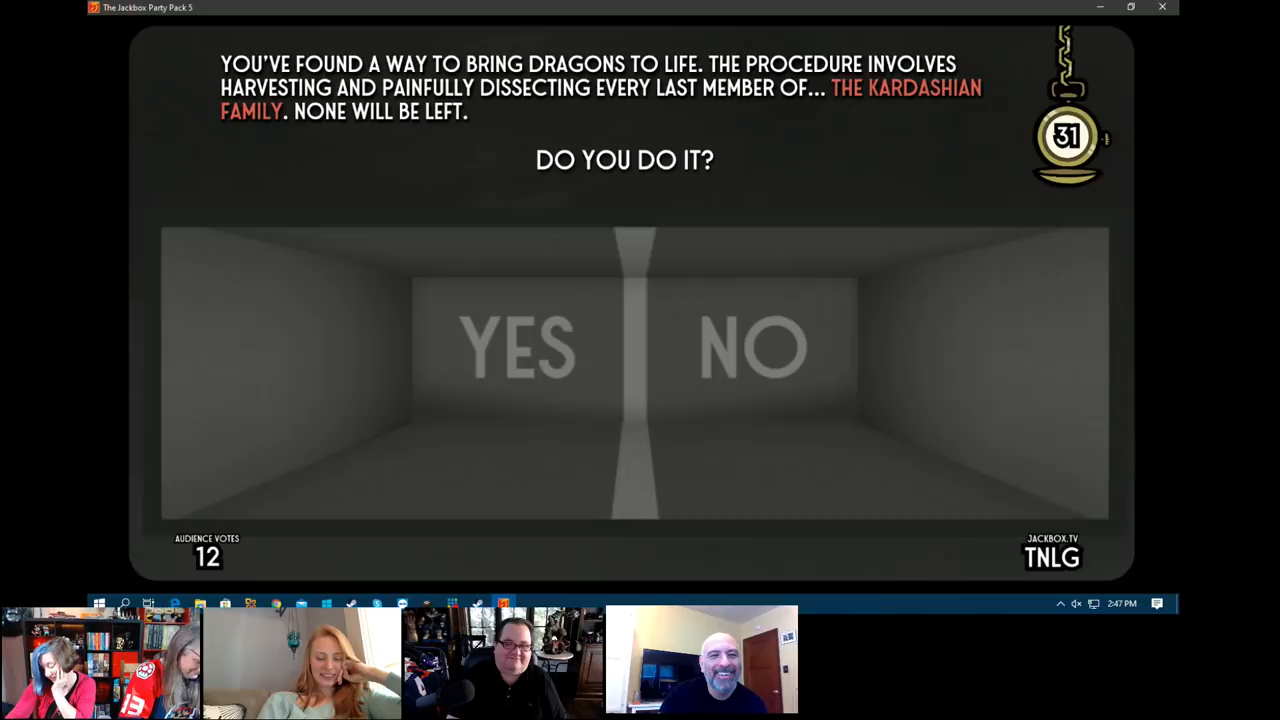 The Jackbox Party Pack 5
YOU'VE FOUND A WAY TO BRING DRAGONS TO LIFE. THE PROCEDURE INVOLVES
HARVESTING AND PAINFULLY DISSECTING EVERY LAST MEMBER OF... THE KARDASHIAN
FAMILY. NONE WILL BE LEFT.
31
DO YOU DO IT?
YES
NO
AUDIENCE VOTES
12
JACKBOX.TV
TNLG
2:47 PM
13